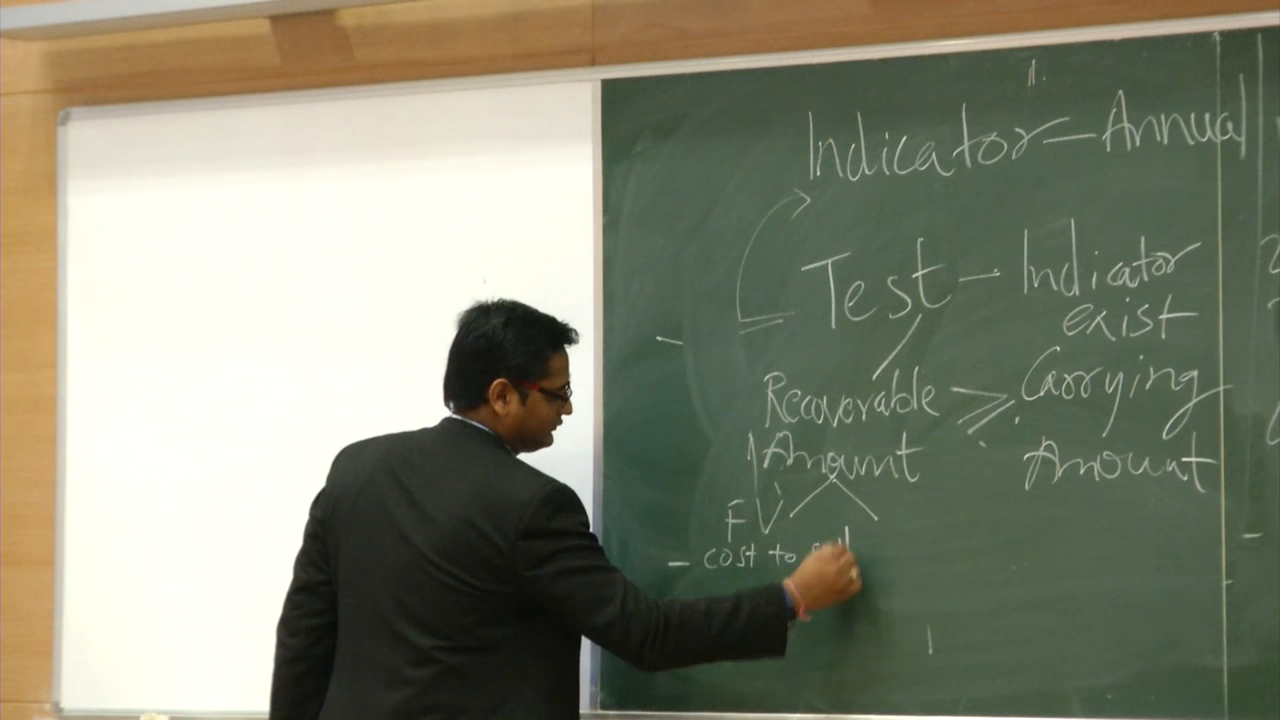 Indicator - Annual
Test - Indicator
exist
Recoverable > Carrying
Amount Amount
FV
- cost to sell